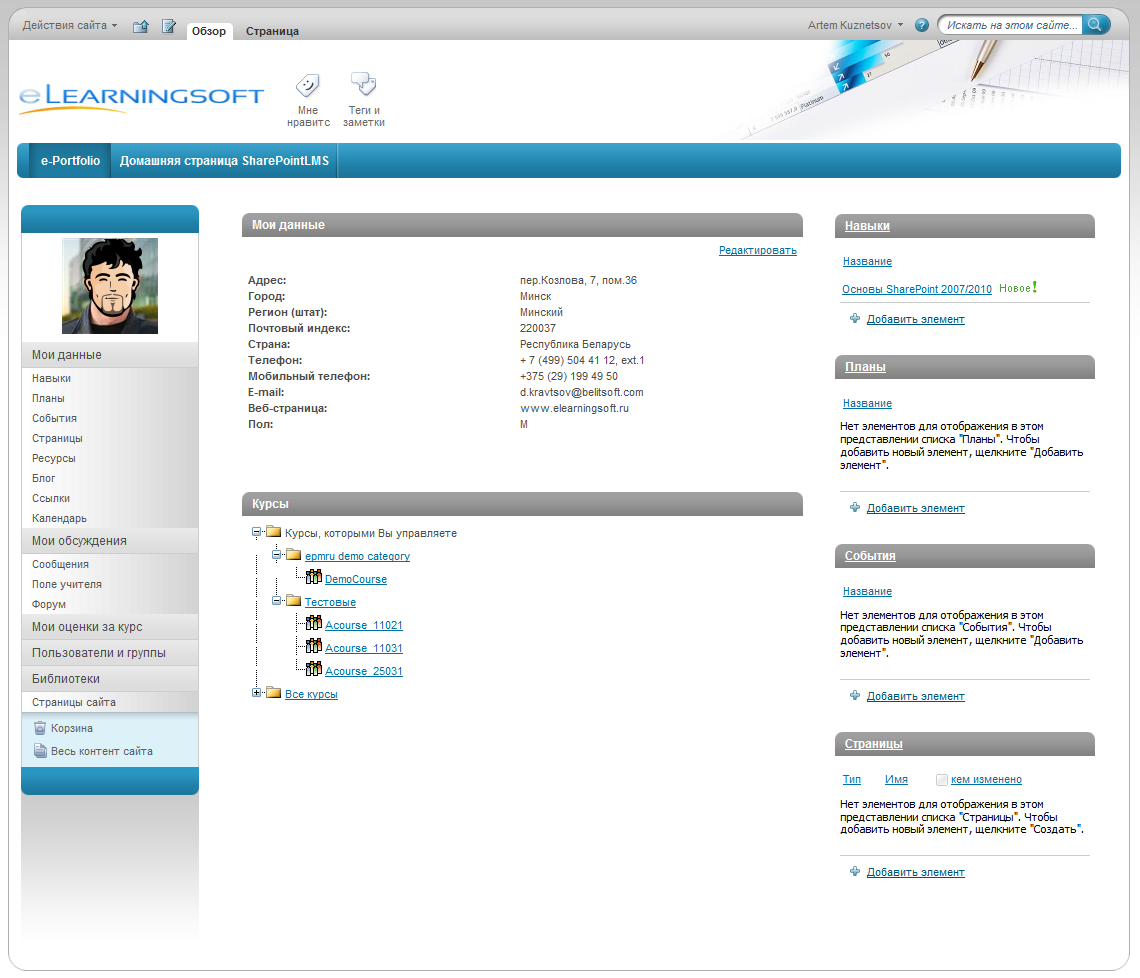 Действия сайта
Обзор
Страница
Artem Kuznetsov
Искать на этом сайте...
eLearningsoft
Мне нравитс
Теги и заметки
Platinum
e-Portfolio
Домашняя страница SharePointLMS
Мои данные
Навыки
Планы
События
Страницы
Ресурсы
Блог
Ссылки
Календарь
Мои обсуждения
Сообщения
Поле учителя
Форум
Мои оценки за курс
Пользователи и группы
Библиотеки
Страницы сайта
Корзина
Весь контент сайта
Мои данные
Редактировать
Адрес: пер.Козлова, 7, пом.36
Город: Минск
Регион (штат): Минский
Почтовый индекс: 220037
Страна: Республика Беларусь
Телефон: + 7 (499) 504 41 12, ext.1
Мобильный телефон: +375 (29) 199 49 50
E-mail: d.kravtsov@belitsoft.com
Веб-страница: www.elearningsoft.ru
Пол: М
Курсы
Курсы, которыми Вы управляете
epmru demo category
DemoCourse
Тестовые
Acourse_11021
Acourse_11031
Acourse_25031
Все курсы
Навыки
Название
Основы SharePoint 2007/2010 Новое!
Добавить элемент
Планы
Название
Нет элементов для отображения в этом
представлении списка "Планы". Чтобы
добавить новый элемент, щелкните "Добавить
элемент".
Добавить элемент
События
Название
Нет элементов для отображения в этом
представлении списка "События". Чтобы
добавить новый элемент, щелкните "Добавить
элемент".
Добавить элемент
Страницы
Тип Имя кем изменено
Нет элементов для отображения в этом
представлении списка "Страницы". Чтобы
добавить новый элемент, щелкните "Создать".
Добавить элемент